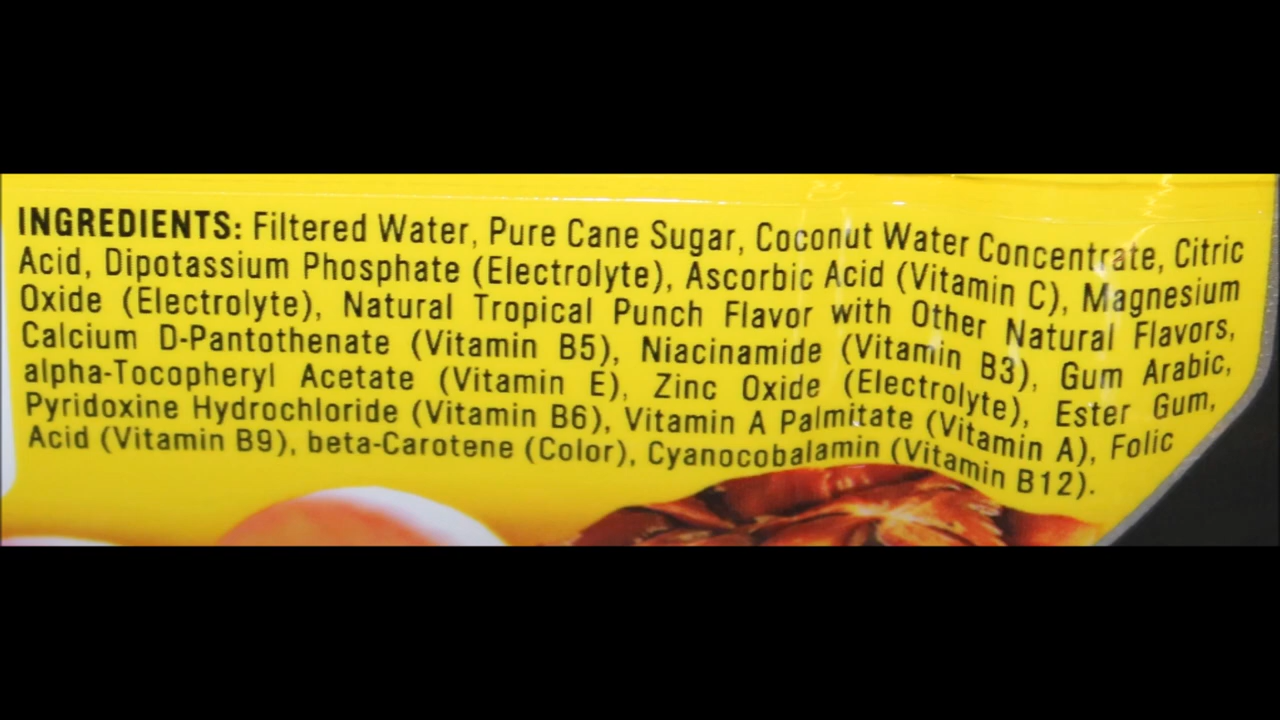 INGREDIENTS: Filtered Water, Pure Cane Sugar, Coconut Water Concentrate, Citric
Acid, Dipotassium Phosphate (Electrolyte), Ascorbic Acid (Vitamin C), Magnesium
Oxide (Electrolyte), Natural Tropical Punch Flavor with Other Natural Flavors,
Calcium D-Pantothenate (Vitamin B5), Niacinamide (Vitamin B3), Gum Arabic,
alpha-Tocopheryl Acetate (Vitamin E), Zinc Oxide (Electrolyte), Ester Gum,
Pyridoxine Hydrochloride (Vitamin B6), Vitamin A Palmitate (Vitamin A), Folic
Acid (Vitamin B9), beta-Carotene (Color), Cyanocobalamin (Vitamin B12).